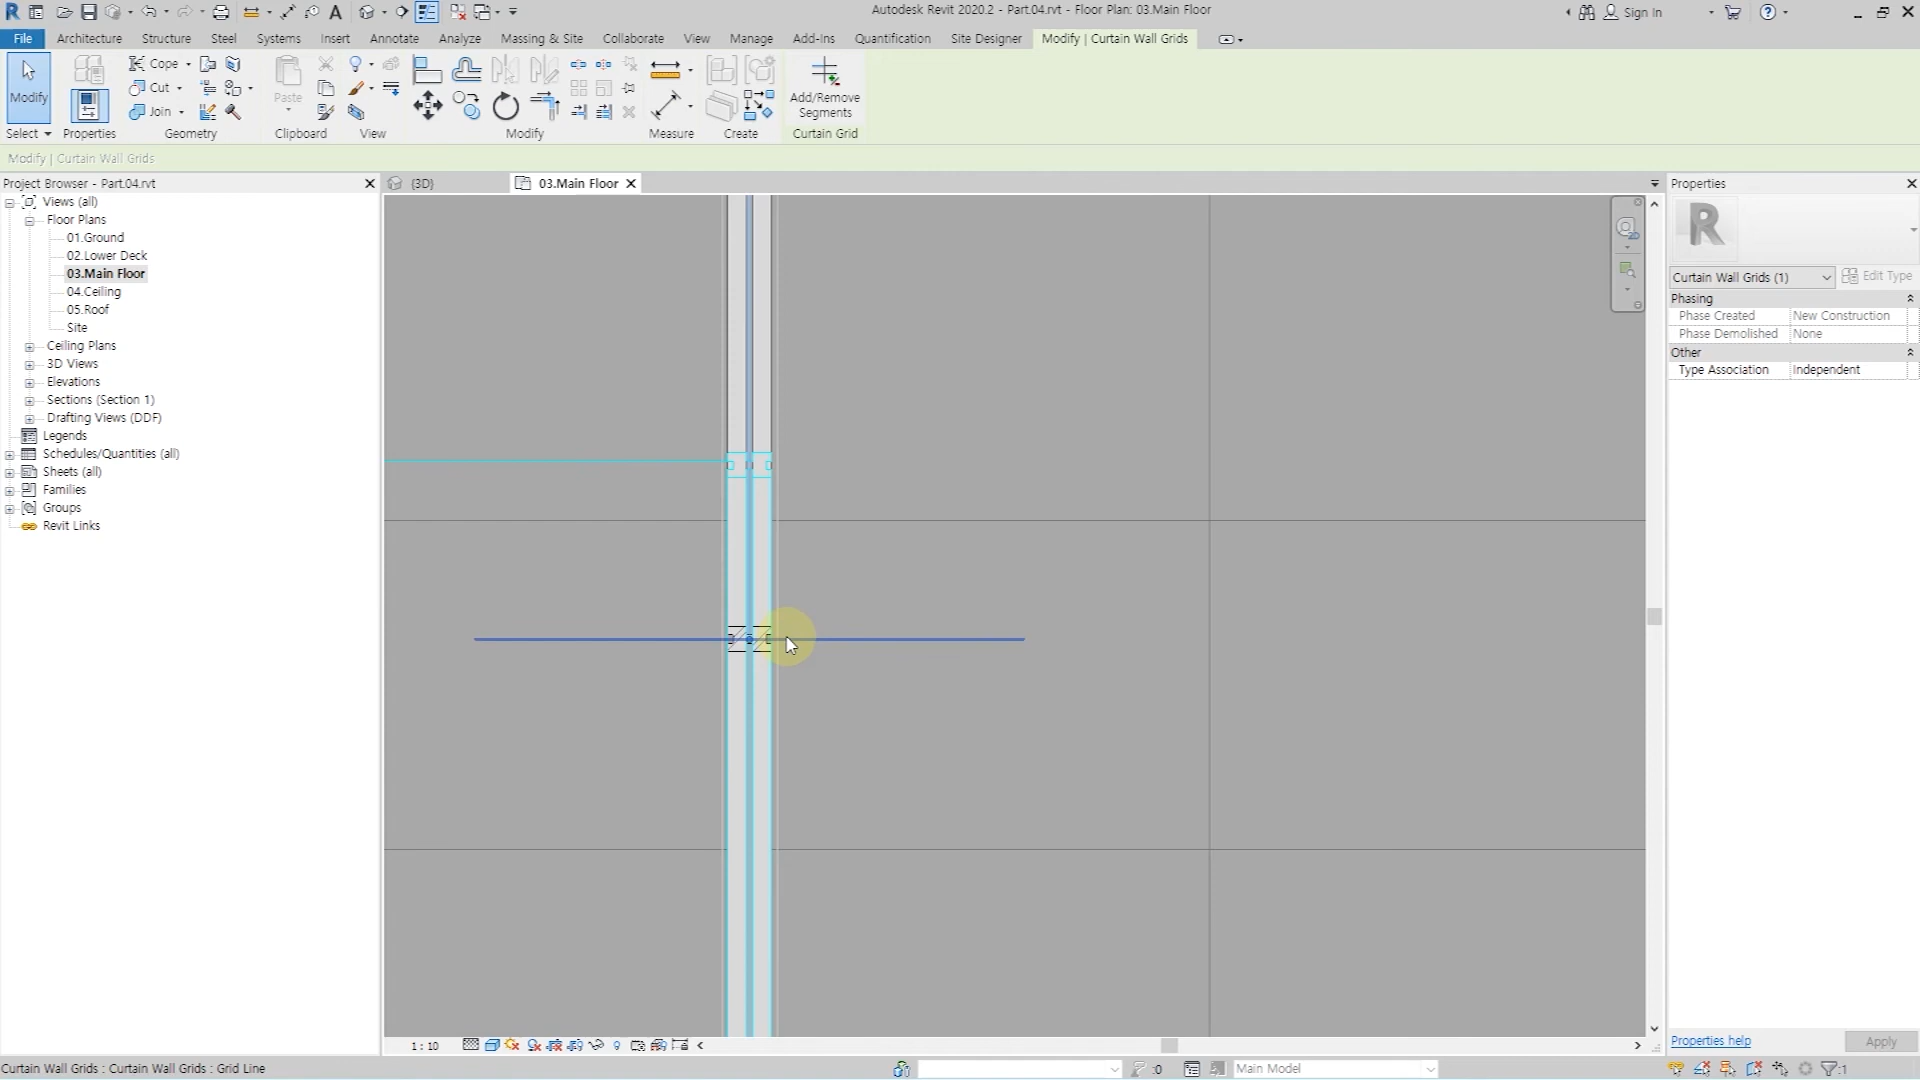 Autodesk Revit 2020.2 - Part.04.rvt - Floor Plan: 03.Main Floor
Sign In
File Architecture Structure Steel Systems Insert Annotate Analyze Massing & Site Collaborate View Manage Add-Ins Quantification Site Designer Modify | Curtain Wall Grids
Modify
Cope
Cut
Join
Paste
Add/Remove
Segments
Select Properties Geometry Clipboard View Modify Measure Create Curtain Grid
Modify | Curtain Wall Grids
Project Browser - Part.04.rvt
Views (all)
Floor Plans
01.Ground
02.Lower Deck
03.Main Floor
04.Ceiling
05.Roof
Site
Ceiling Plans
3D Views
Elevations
Sections (Section 1)
Drafting Views (DDF)
Legends
Schedules/Quantities (all)
Sheets (all)
Families
Groups
Revit Links
{3D}
03.Main Floor
2D
Properties
Curtain Wall Grids (1)
Edit Type
Phasing
Phase Created New Construction
Phase Demolished None
Other
Type Association Independent
Properties help
Apply
1 : 10
Curtain Wall Grids : Curtain Wall Grids : Grid Line
:0
Main Model
:1